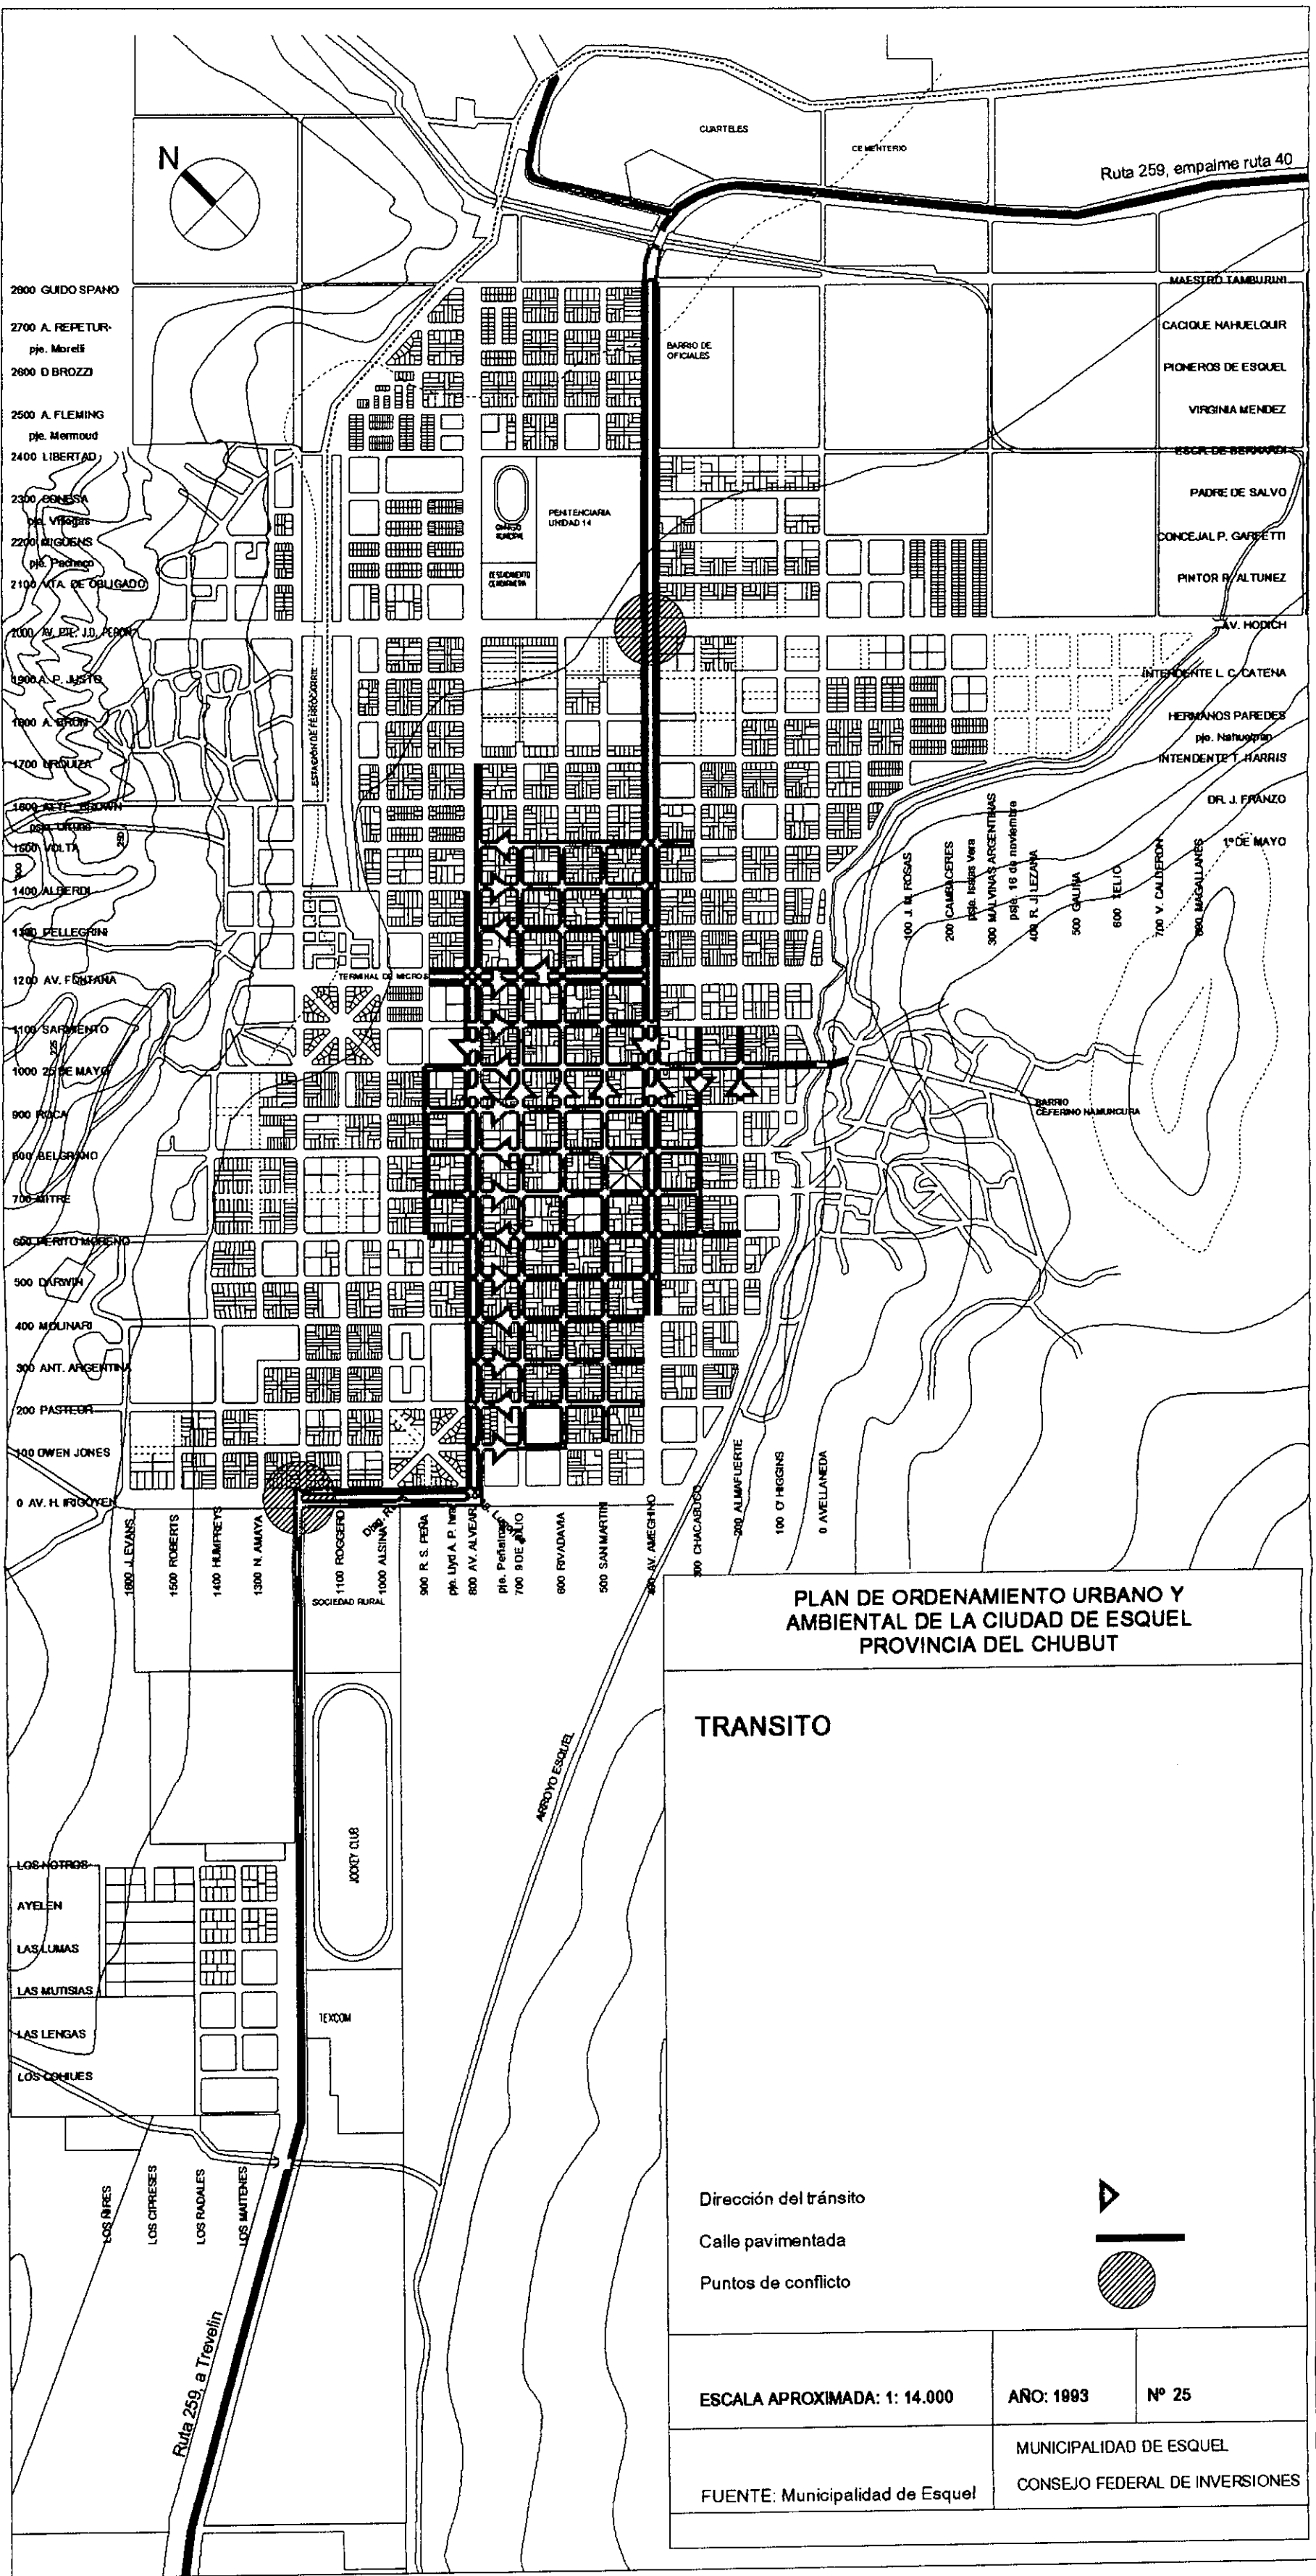 CUARTELES
CEMENTERIO
Ruta 259, empalme ruta 40
N
2800 GUIDO SPANO
2700 A. REPETUR-
pje. Morelli
2600 D BROZZI
2500 A. FLEMING
pje. Mermoud
2400 LIBERTAD
2300 CONESA
pje. Villegas
2200 MIGUENS
pje. Pacheco
2100 VTA. DE OBLIGADO
2000 AV. PTE. J.D. PERON
1900 A. P. JUSTO
1800 A. BRUN
1700 URQUIZA
1600 ALTE. BROWN
1500 VOLTA
1400 ALBERDI
1300 PELLEGRINI
1200 AV. FONTANA
1100 SARMIENTO
1000 25 DE MAYO
900 ROCA
800 BELGRANO
700 MITRE
600 PERITO MORENO
500 DARWIN
400 MOLINARI
300 ANT. ARGENTINA
200 PASTEUR
100 OWEN JONES
0 AV. H. IRIGOYEN
MAESTRO TAMBURINI
CACIQUE NAHUELQUIR
PIONEROS DE ESQUEL
VIRGINIA MENDEZ
ESCR. DE BERNARDI
PADRE DE SALVO
CONCEJAL P. GARZETTI
PINTOR R. ALTUNEZ
AV. HODICH
INTENDENTE L. C. CATENA
HERMANOS PAREDES
pje. Nahuelpan
INTENDENTE T. HARRIS
DR. J. FRANZO
1º DE MAYO
BARRIO DE
OFICIALES
PENITENCIARIA
UNIDAD 14
ESTACION DE FERROCARRIL
TERMINAL DE MICROS
100 J. M. ROSAS
200 CAMBACERES
psje. Isaias Vera
300 MALVINAS ARGENTINAS
psje. 16 de noviembre
400 R. J. LEZANA
500 GALINA
600 TELIO
700 V. CALDERON
800 MAGALLANES
BARRIO
CEFERINO NAMUNCURA
1600 J. EVANS
1500 ROBERTS
1400 HUMPREYS
1300 N. AMAYA
1100 ROGGERO
1000 ALSINA
900 R. S. PEÑA
800 AV. ALVEAR
700 9 DE JULIO
600 RIVADAVIA
500 SAN MARTIN
400 AV. AMEGHINO
300 CHACABUCO
200 ALMAFUERTE
100 O' HIGGINS
0 AVELLANEDA
SOCIEDAD RURAL
JOCKEY CLUB
TEXCOM
ARROYO ESQUEL
LOS NOTROS
AYELEN
LAS LUMAS
LAS MUTISIAS
LAS LENGAS
LOS COHIUES
LOS ÑIRES
LOS CIPRESES
LOS RADALES
LOS MAITENES
Ruta 259, a Trevelin
PLAN DE ORDENAMIENTO URBANO Y
AMBIENTAL DE LA CIUDAD DE ESQUEL
PROVINCIA DEL CHUBUT
TRANSITO
Dirección del tránsito
Calle pavimentada
Puntos de conflicto
ESCALA APROXIMADA: 1: 14.000
AÑO: 1993
Nº 25
FUENTE: Municipalidad de Esquel
MUNICIPALIDAD DE ESQUEL
CONSEJO FEDERAL DE INVERSIONES